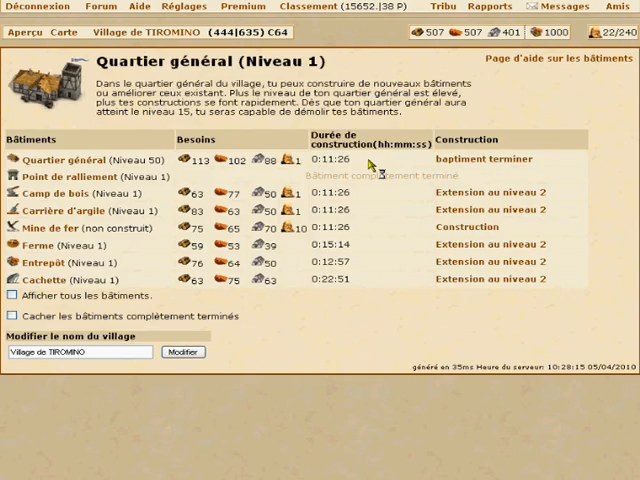 Déconnexion Forum Aide Réglages Premium Classement (15652.|38 P) Tribu Rapports Messages Amis
Aperçu Carte Village de TIROMINO (444|635) C64 507 507 401 1000 22/240
Quartier général (Niveau 1) Page d'aide sur les bâtiments
Dans le quartier général du village, tu peux construire de nouveaux bâtiments
ou améliorer ceux existant. Plus le niveau de ton quartier général est élevé,
plus tes constructions se font rapidement. Dès que ton quartier général aura
atteint le niveau 15, tu seras capable de démolir tes bâtiments.
Bâtiments Besoins Durée de construction(hh:mm:ss) Construction
Quartier général (Niveau 50) 113 102 88 1 0:11:26 baptiment terminer
Point de ralliement (Niveau 1) Bâtiment complètement terminé
Camp de bois (Niveau 1) 63 77 50 1 0:11:26 Extension au niveau 2
Carrière d'argile (Niveau 1) 83 63 50 1 0:11:26 Extension au niveau 2
Mine de fer (non construit) 75 65 70 10 0:11:26 Construction
Ferme (Niveau 1) 59 53 39 0:15:14 Extension au niveau 2
Entrepôt (Niveau 1) 76 64 50 0:12:57 Extension au niveau 2
Cachette (Niveau 1) 63 75 63 0:22:51 Extension au niveau 2
Afficher tous les bâtiments.
Cacher les bâtiments complètement terminés
Modifier le nom du village
Village de TIROMINO Modifier
généré en 35ms Heure du serveur: 10:28:15 05/04/2010